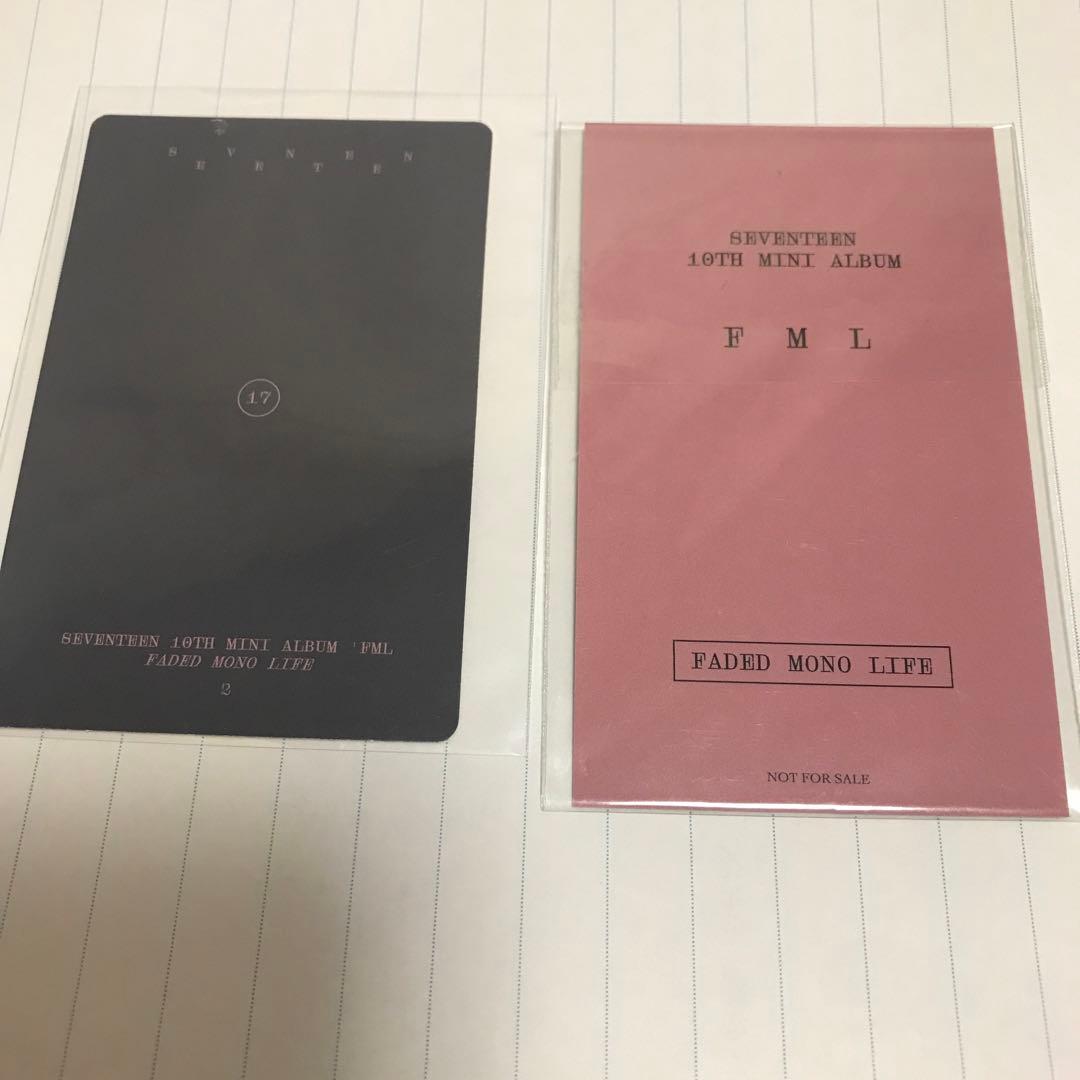 SEVENTEEN
17
SEVENTEEN 10TH MINI ALBUM 'FML
FADED MONO LIFE
2
SEVENTEEN
10TH MINI ALBUM
F M L
FADED MONO LIFE
NOT FOR SALE